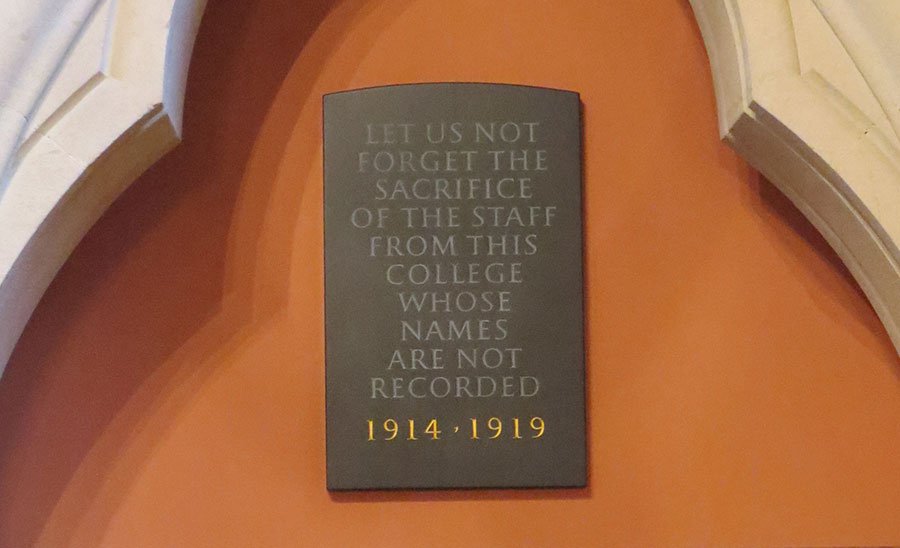 LET US NOT
FORGET THE
SACRIFICE
OF THE STAFF
FROM THIS
COLLEGE
WHOSE
NAMES
ARE NOT
RECORDED
1914 · 1919